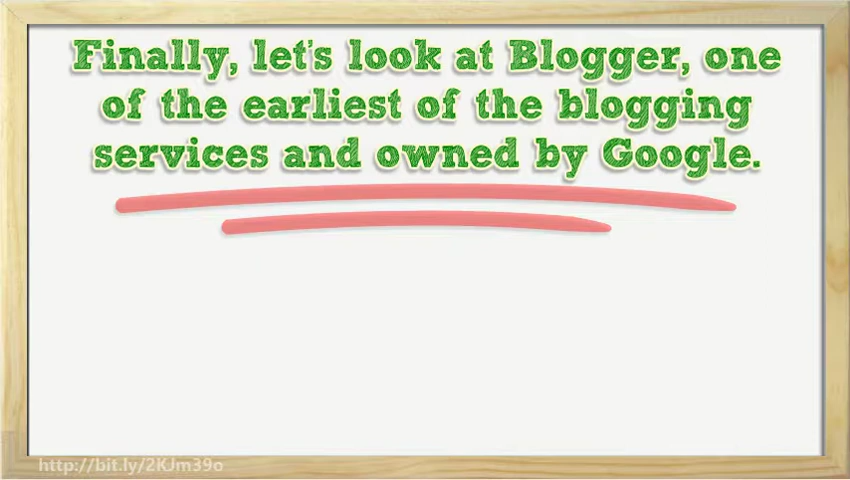 Finally, let's look at Blogger, one
of the earliest of the blogging
services and owned by Google.
http://bit.ly/2KJm39o